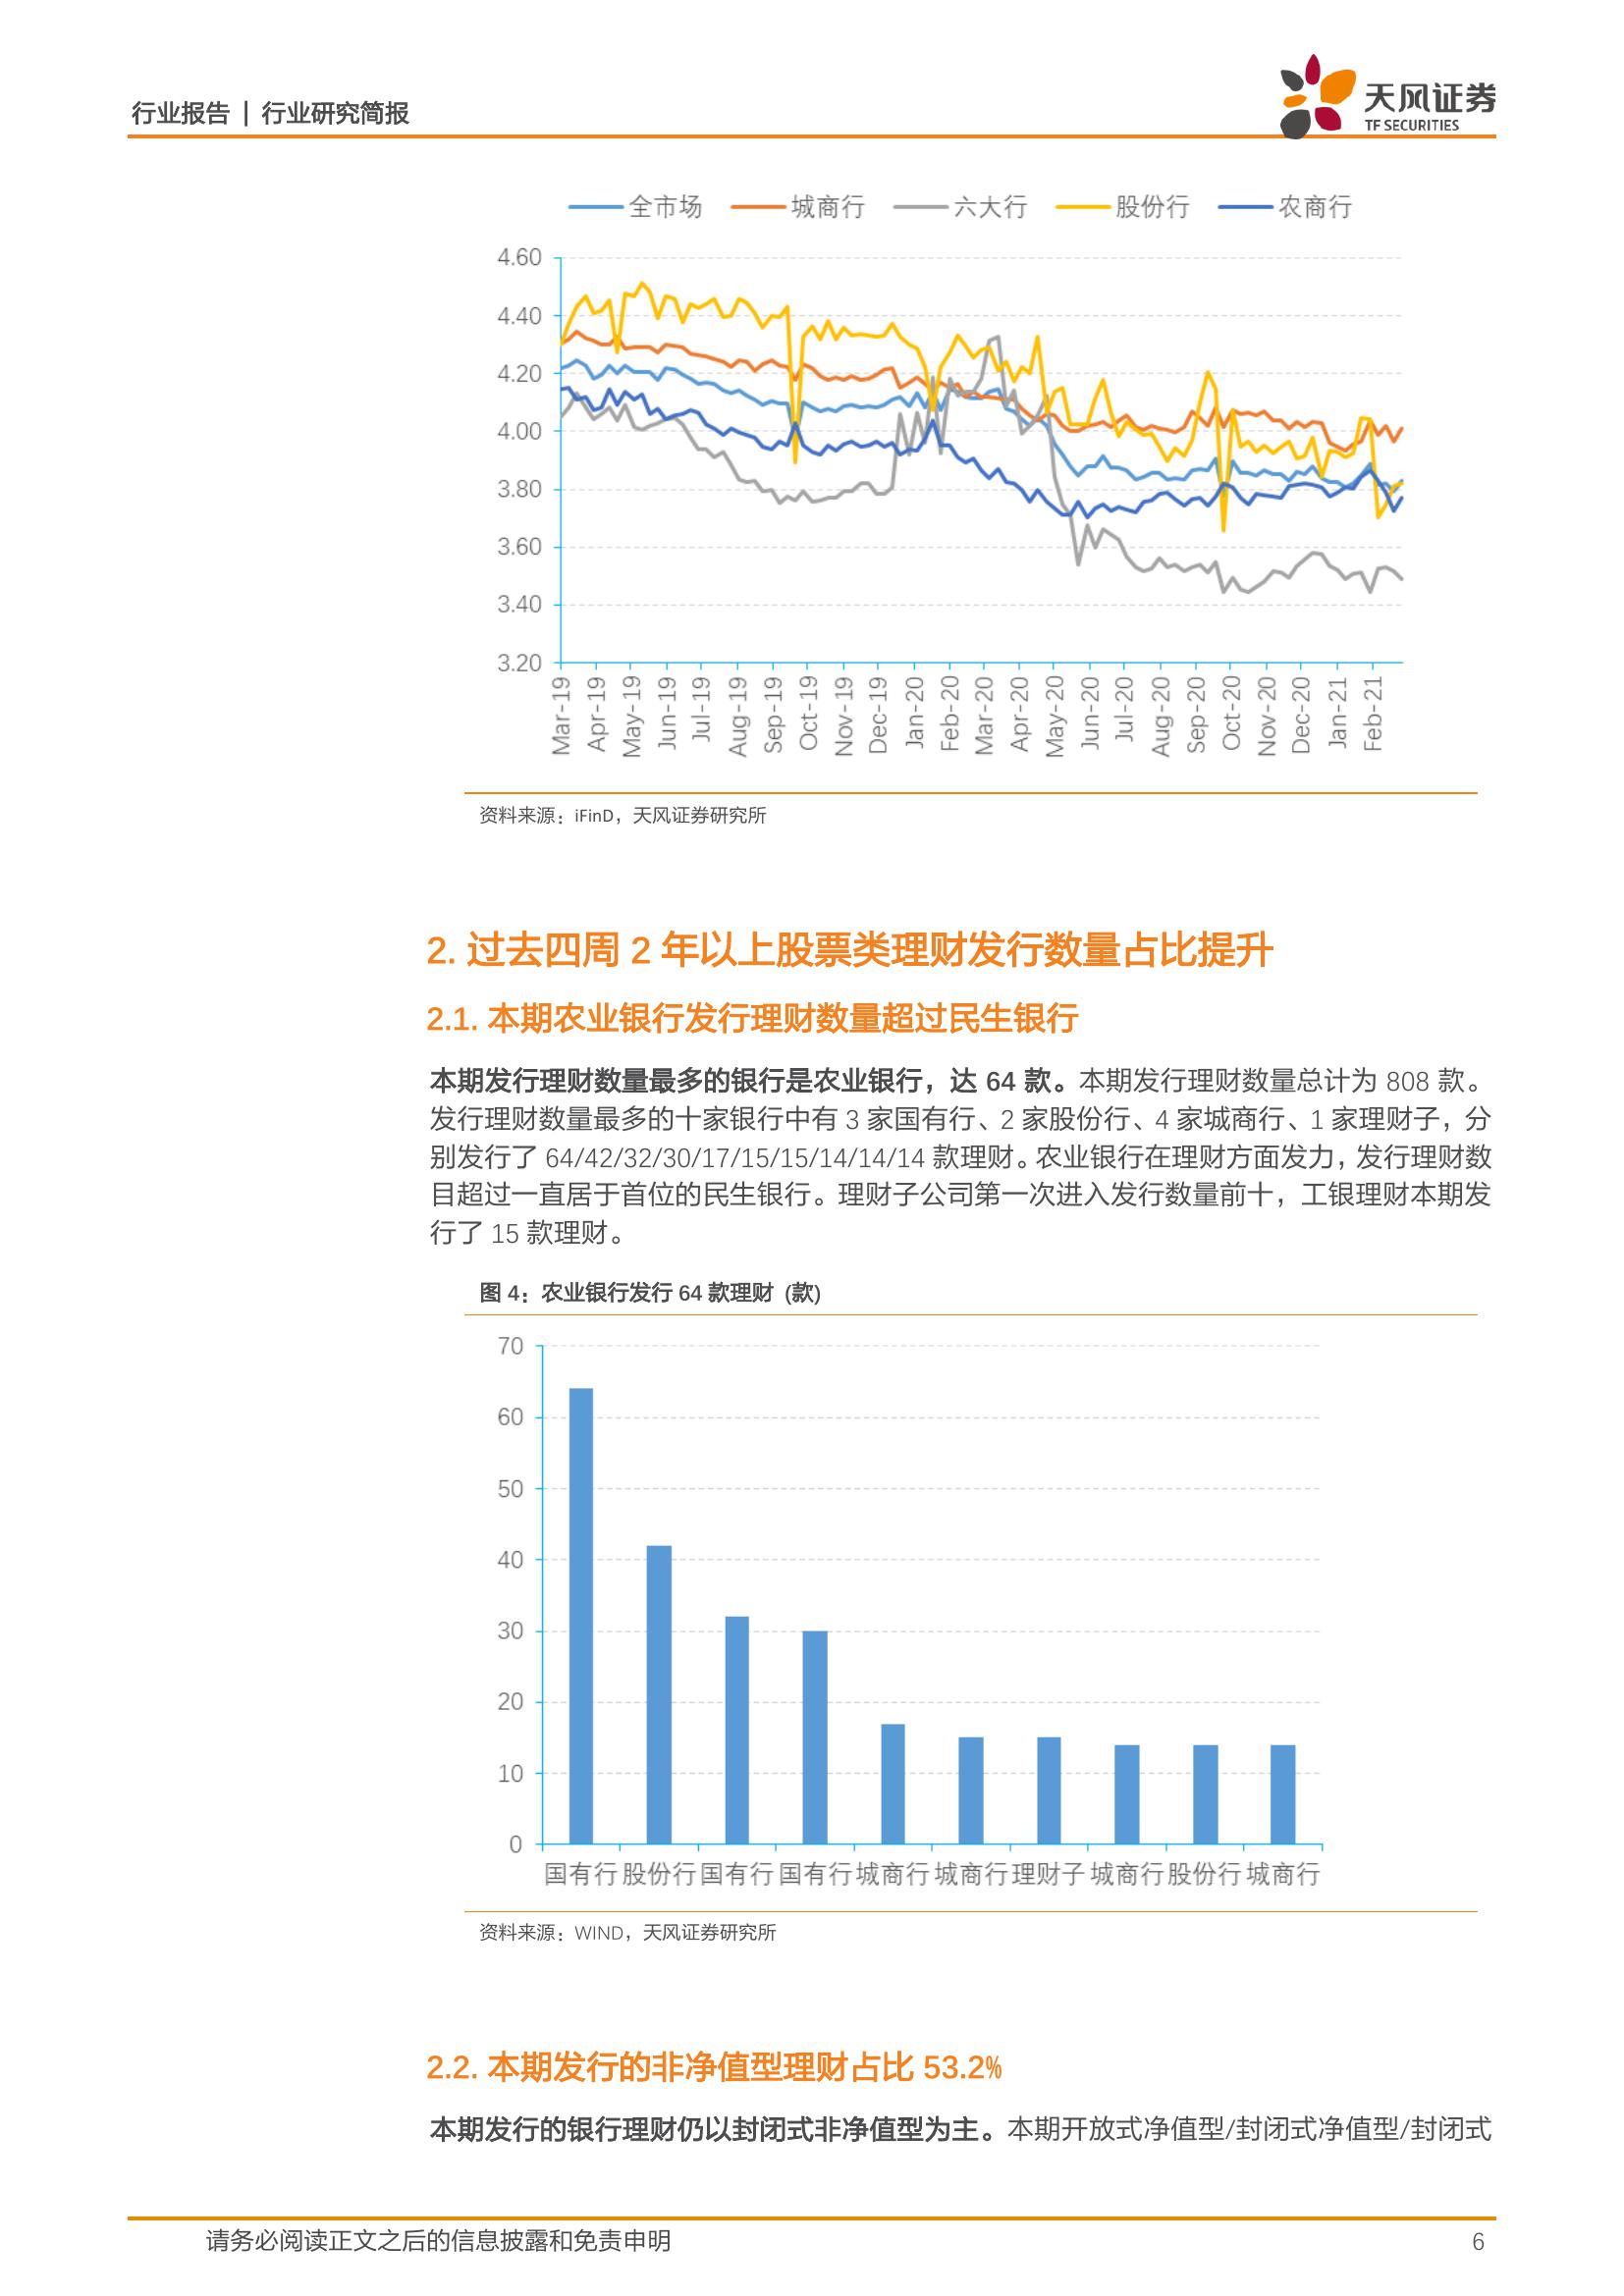 行业报告 | 行业研究简报
天风证券
TF SECURITIES
全市场 城商行 六大行 股份行 农商行
4.60
4.40
4.20
4.00
3.80
3.60
3.40
3.20
Mar-19 Apr-19 May-19 Jun-19 Jul-19 Aug-19 Sep-19 Oct-19 Nov-19 Dec-19 Jan-20 Feb-20 Mar-20 Apr-20 May-20 Jun-20 Jul-20 Aug-20 Sep-20 Oct-20 Nov-20 Dec-20 Jan-21 Feb-21
资料来源：iFinD，天风证券研究所
2. 过去四周 2 年以上股票类理财发行数量占比提升
2.1. 本期农业银行发行理财数量超过民生银行
本期发行理财数量最多的银行是农业银行，达 64 款。本期发行理财数量总计为 808 款。
发行理财数量最多的十家银行中有 3 家国有行、2 家股份行、4 家城商行、1 家理财子，分
别发行了 64/42/32/30/17/15/15/14/14/14 款理财。农业银行在理财方面发力，发行理财数
目超过一直居于首位的民生银行。理财子公司第一次进入发行数量前十，工银理财本期发
行了 15 款理财。
图 4：农业银行发行 64 款理财（款）
70
60
50
40
30
20
10
0
国有行 股份行 国有行 国有行 城商行 城商行 理财子 城商行 股份行 城商行
资料来源：WIND，天风证券研究所
2.2. 本期发行的非净值型理财占比 53.2%
本期发行的银行理财仍以封闭式非净值型为主。本期开放式净值型/封闭式净值型/封闭式
请务必阅读正文之后的信息披露和免责申明 6